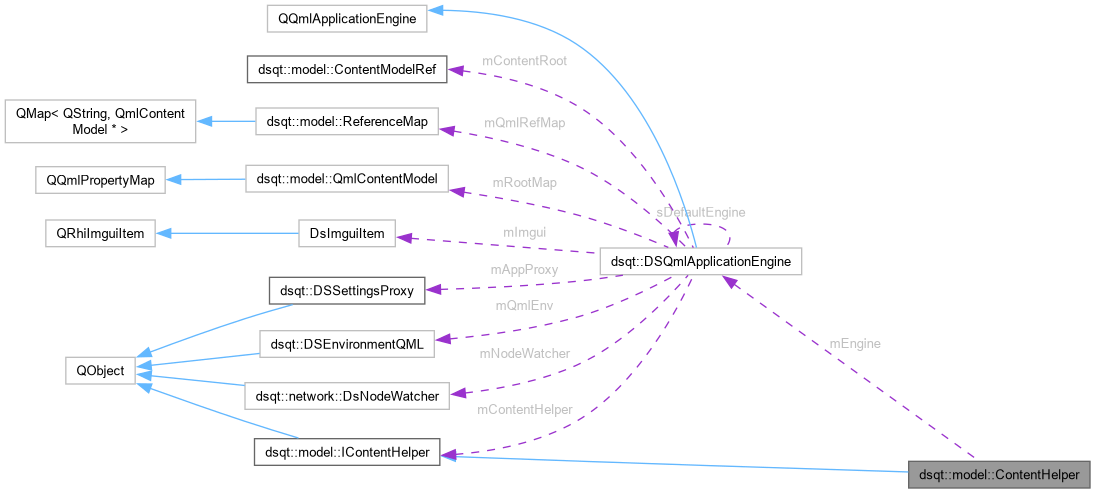 QQmlApplicationEngine
mContentRoot
dsqt::model::ContentModelRef
QMap< QString, QmlContent
Model * >
dsqt::model::ReferenceMap
mQmlRefMap
QQmlPropertyMap
dsqt::model::QmlContentModel
mRootMap
sDefaultEngine
QRhiImguiItem
DsImguiItem
mImgui
dsqt::DSQmlApplicationEngine
mAppProxy
dsqt::DSSettingsProxy
mQmlEnv
dsqt::DSEnvironmentQML
mEngine
mNodeWatcher
QObject
dsqt::network::DsNodeWatcher
mContentHelper
dsqt::model::IContentHelper
dsqt::model::ContentHelper